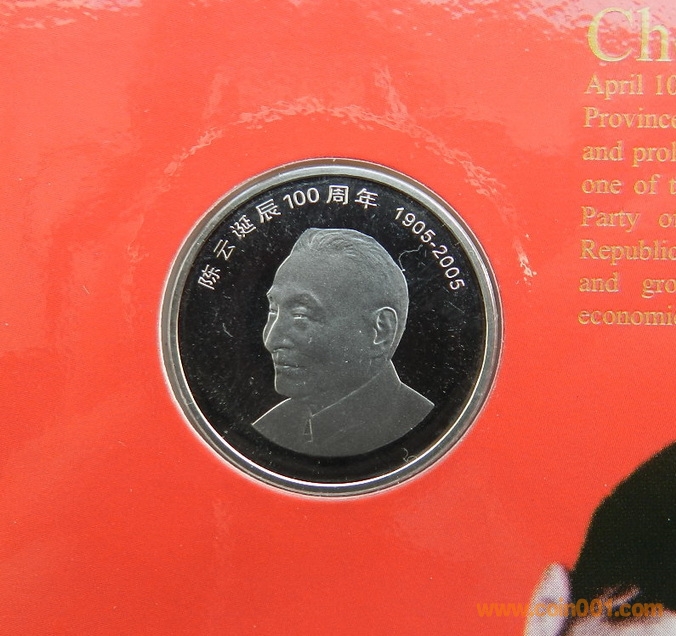 陈云诞辰100周年 1905-2005
Ch
April 10
Province
and prol
one of t
Party o
Republic
and gro
economic
www.coin001.com